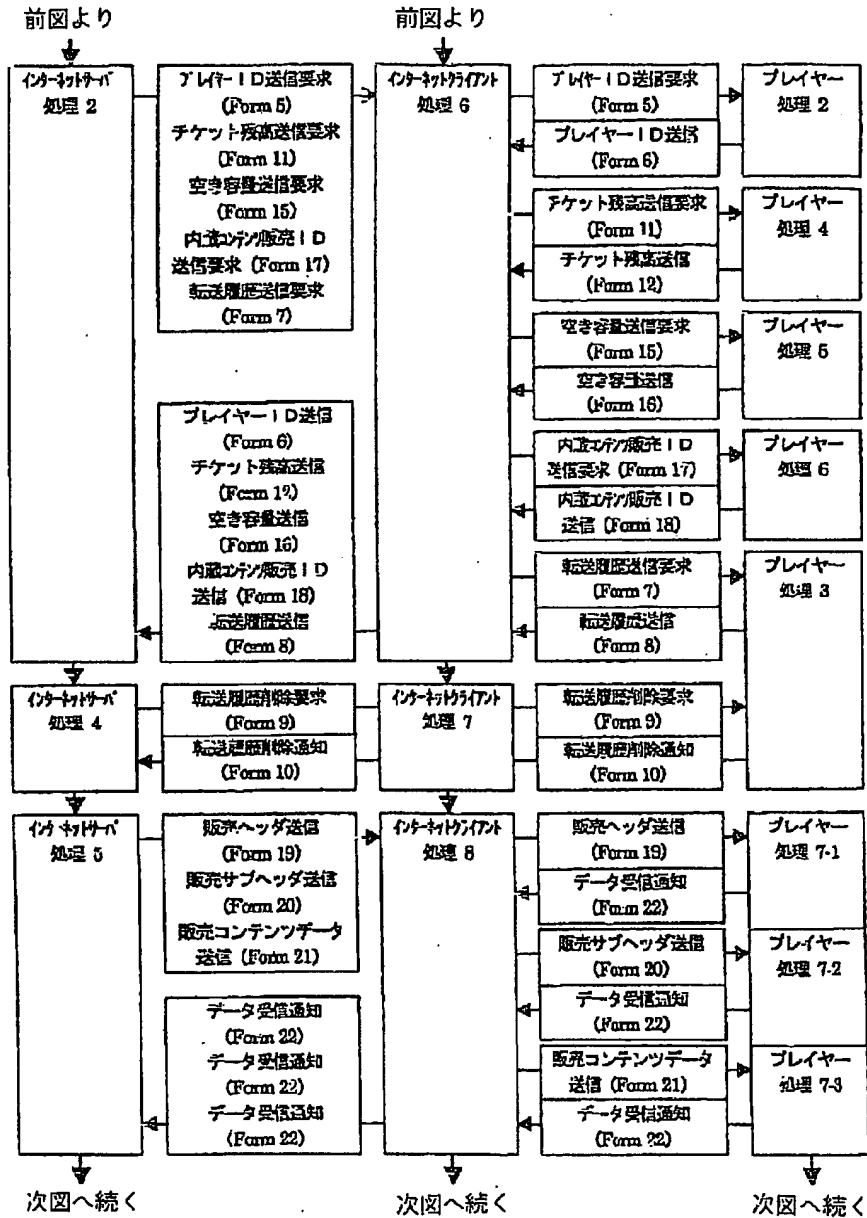 前図より
前図より
インターネットサーバ
処理 2
プレイヤーID送信要求
(Form 5)
チケット残高送信要求
(Form 11)
空き容量送信要求
(Form 15)
内蔵コンテンツ販売ID
送信要求 (Form 17)
転送履歴送信要求
(Form 7)
プレイヤーID送信
(Form 6)
チケット残高送信
(Form 12)
空き容量送信
(Form 16)
内蔵コンテンツ販売ID
送信 (Form 18)
転送履歴送信
(Form 8)
インターネットクライアント
処理 6
プレイヤーID送信要求
(Form 5)
プレイヤーID送信
(Form 6)
チケット残高送信要求
(Form 11)
チケット残高送信
(Form 12)
空き容量送信要求
(Form 15)
空き容量送信
(Form 16)
内蔵コンテンツ販売ID
送信要求 (Form 17)
内蔵コンテンツ販売ID
送信 (Form 18)
転送履歴送信要求
(Form 7)
転送履歴送信
(Form 8)
プレイヤー
処理 2
プレイヤー
処理 4
プレイヤー
処理 5
プレイヤー
処理 6
プレイヤー
処理 3
インターネットサーバ
処理 4
転送履歴削除要求
(Form 9)
転送履歴削除通知
(Form 10)
インターネットクライアント
処理 7
転送履歴削除要求
(Form 9)
転送履歴削除通知
(Form 10)
インターネットサーバ
処理 5
販売ヘッダ送信
(Form 19)
販売サブヘッダ送信
(Form 20)
販売コンテンツデータ
送信 (Form 21)
データ受信通知
(Form 22)
データ受信通知
(Form 22)
データ受信通知
(Form 22)
インターネットクライアント
処理 8
販売ヘッダ送信
(Form 19)
データ受信通知
(Form 22)
販売サブヘッダ送信
(Form 20)
データ受信通知
(Form 22)
販売コンテンツデータ
送信 (Form 21)
データ受信通知
(Form 22)
プレイヤー
処理 7-1
プレイヤー
処理 7-2
プレイヤー
処理 7-3
次図へ続く
次図へ続く
次図へ続く